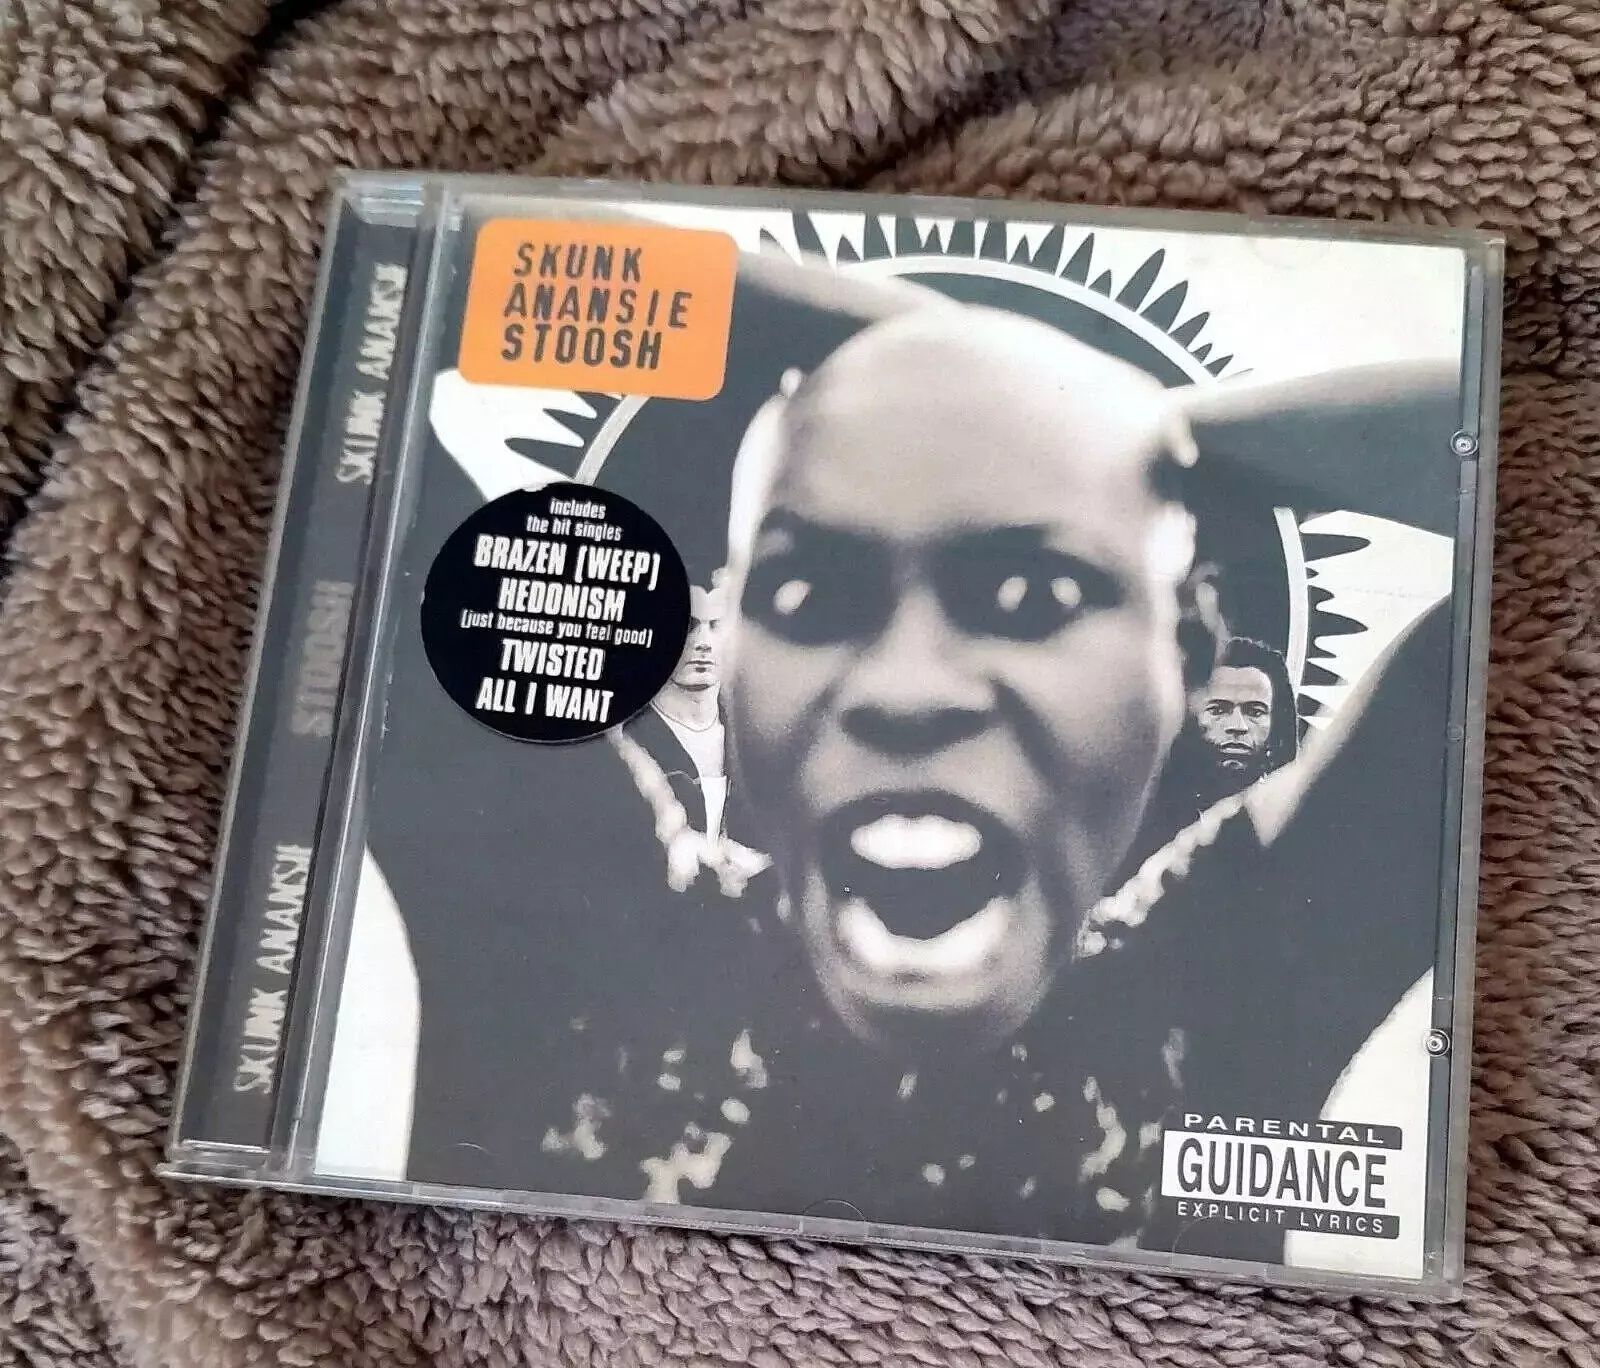 SKUNK
ANANSIE
STOOSH
includes
the hit singles
BRAZEN (WEEP)
HEDONISM
(just because you feel good)
TWISTED
ALL I WANT
PARENTAL
GUIDANCE
EXPLICIT LYRICS
SKUNK ANANSIE
STOOSH
SKUNK ANANSIE